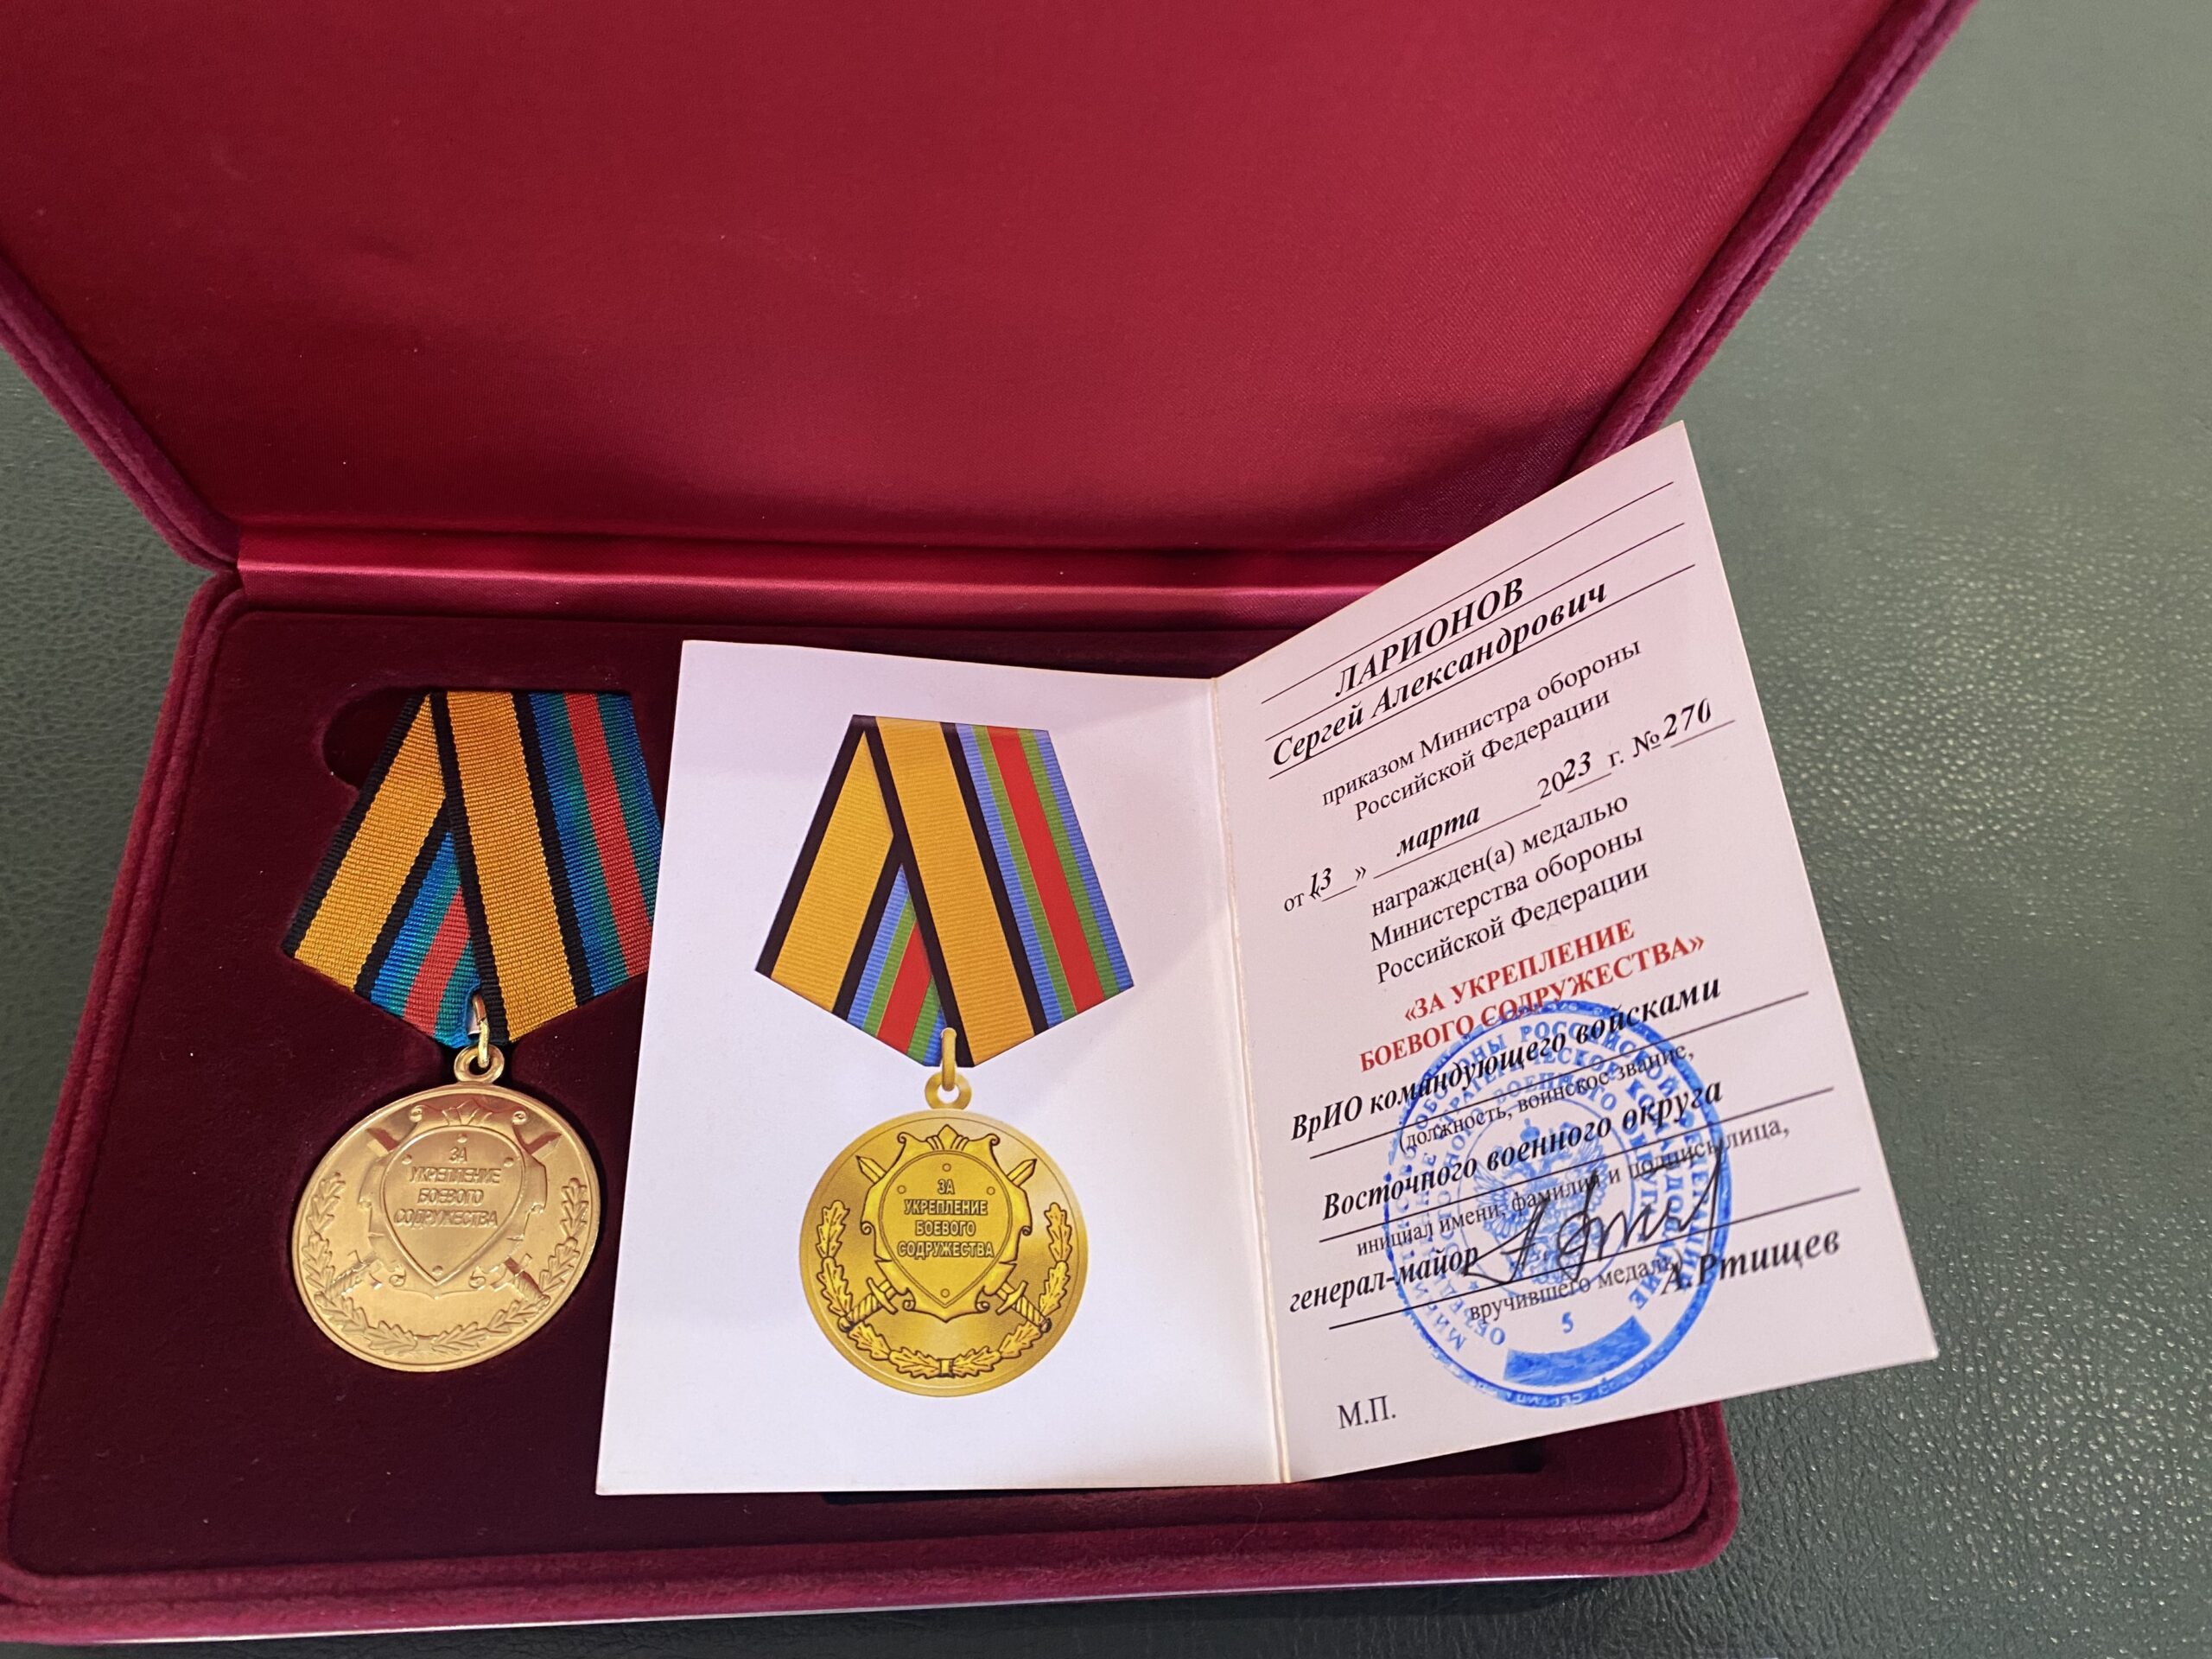 ЗА
УКРЕПЛЕНИЕ
БОЕВОГО
СОДРУЖЕСТВА
ЗА
УКРЕПЛЕНИЕ
БОЕВОГО
СОДРУЖЕСТВА
ЛАРИОНОВ
Сергей Александрович
приказом Министра обороны
Российской Федерации
от «13» марта 2023 г. № 270
награжден(а) медалью
Министерства обороны
Российской Федерации
«ЗА УКРЕПЛЕНИЕ
БОЕВОГО СОДРУЖЕСТВА»
ВрИО командующего войсками
(должность, воинское звание,
Восточного военного округа
инициал имени, фамилия и подпись лица,
генерал-майор А.Ртищев
вручившего медаль)
5
М.П.